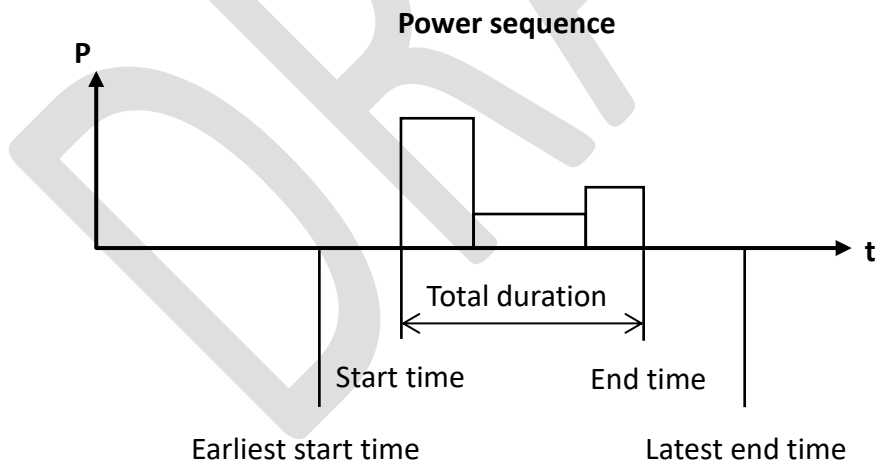 Power sequence
P
t
Total duration
Start time
End time
Earliest start time
Latest end time